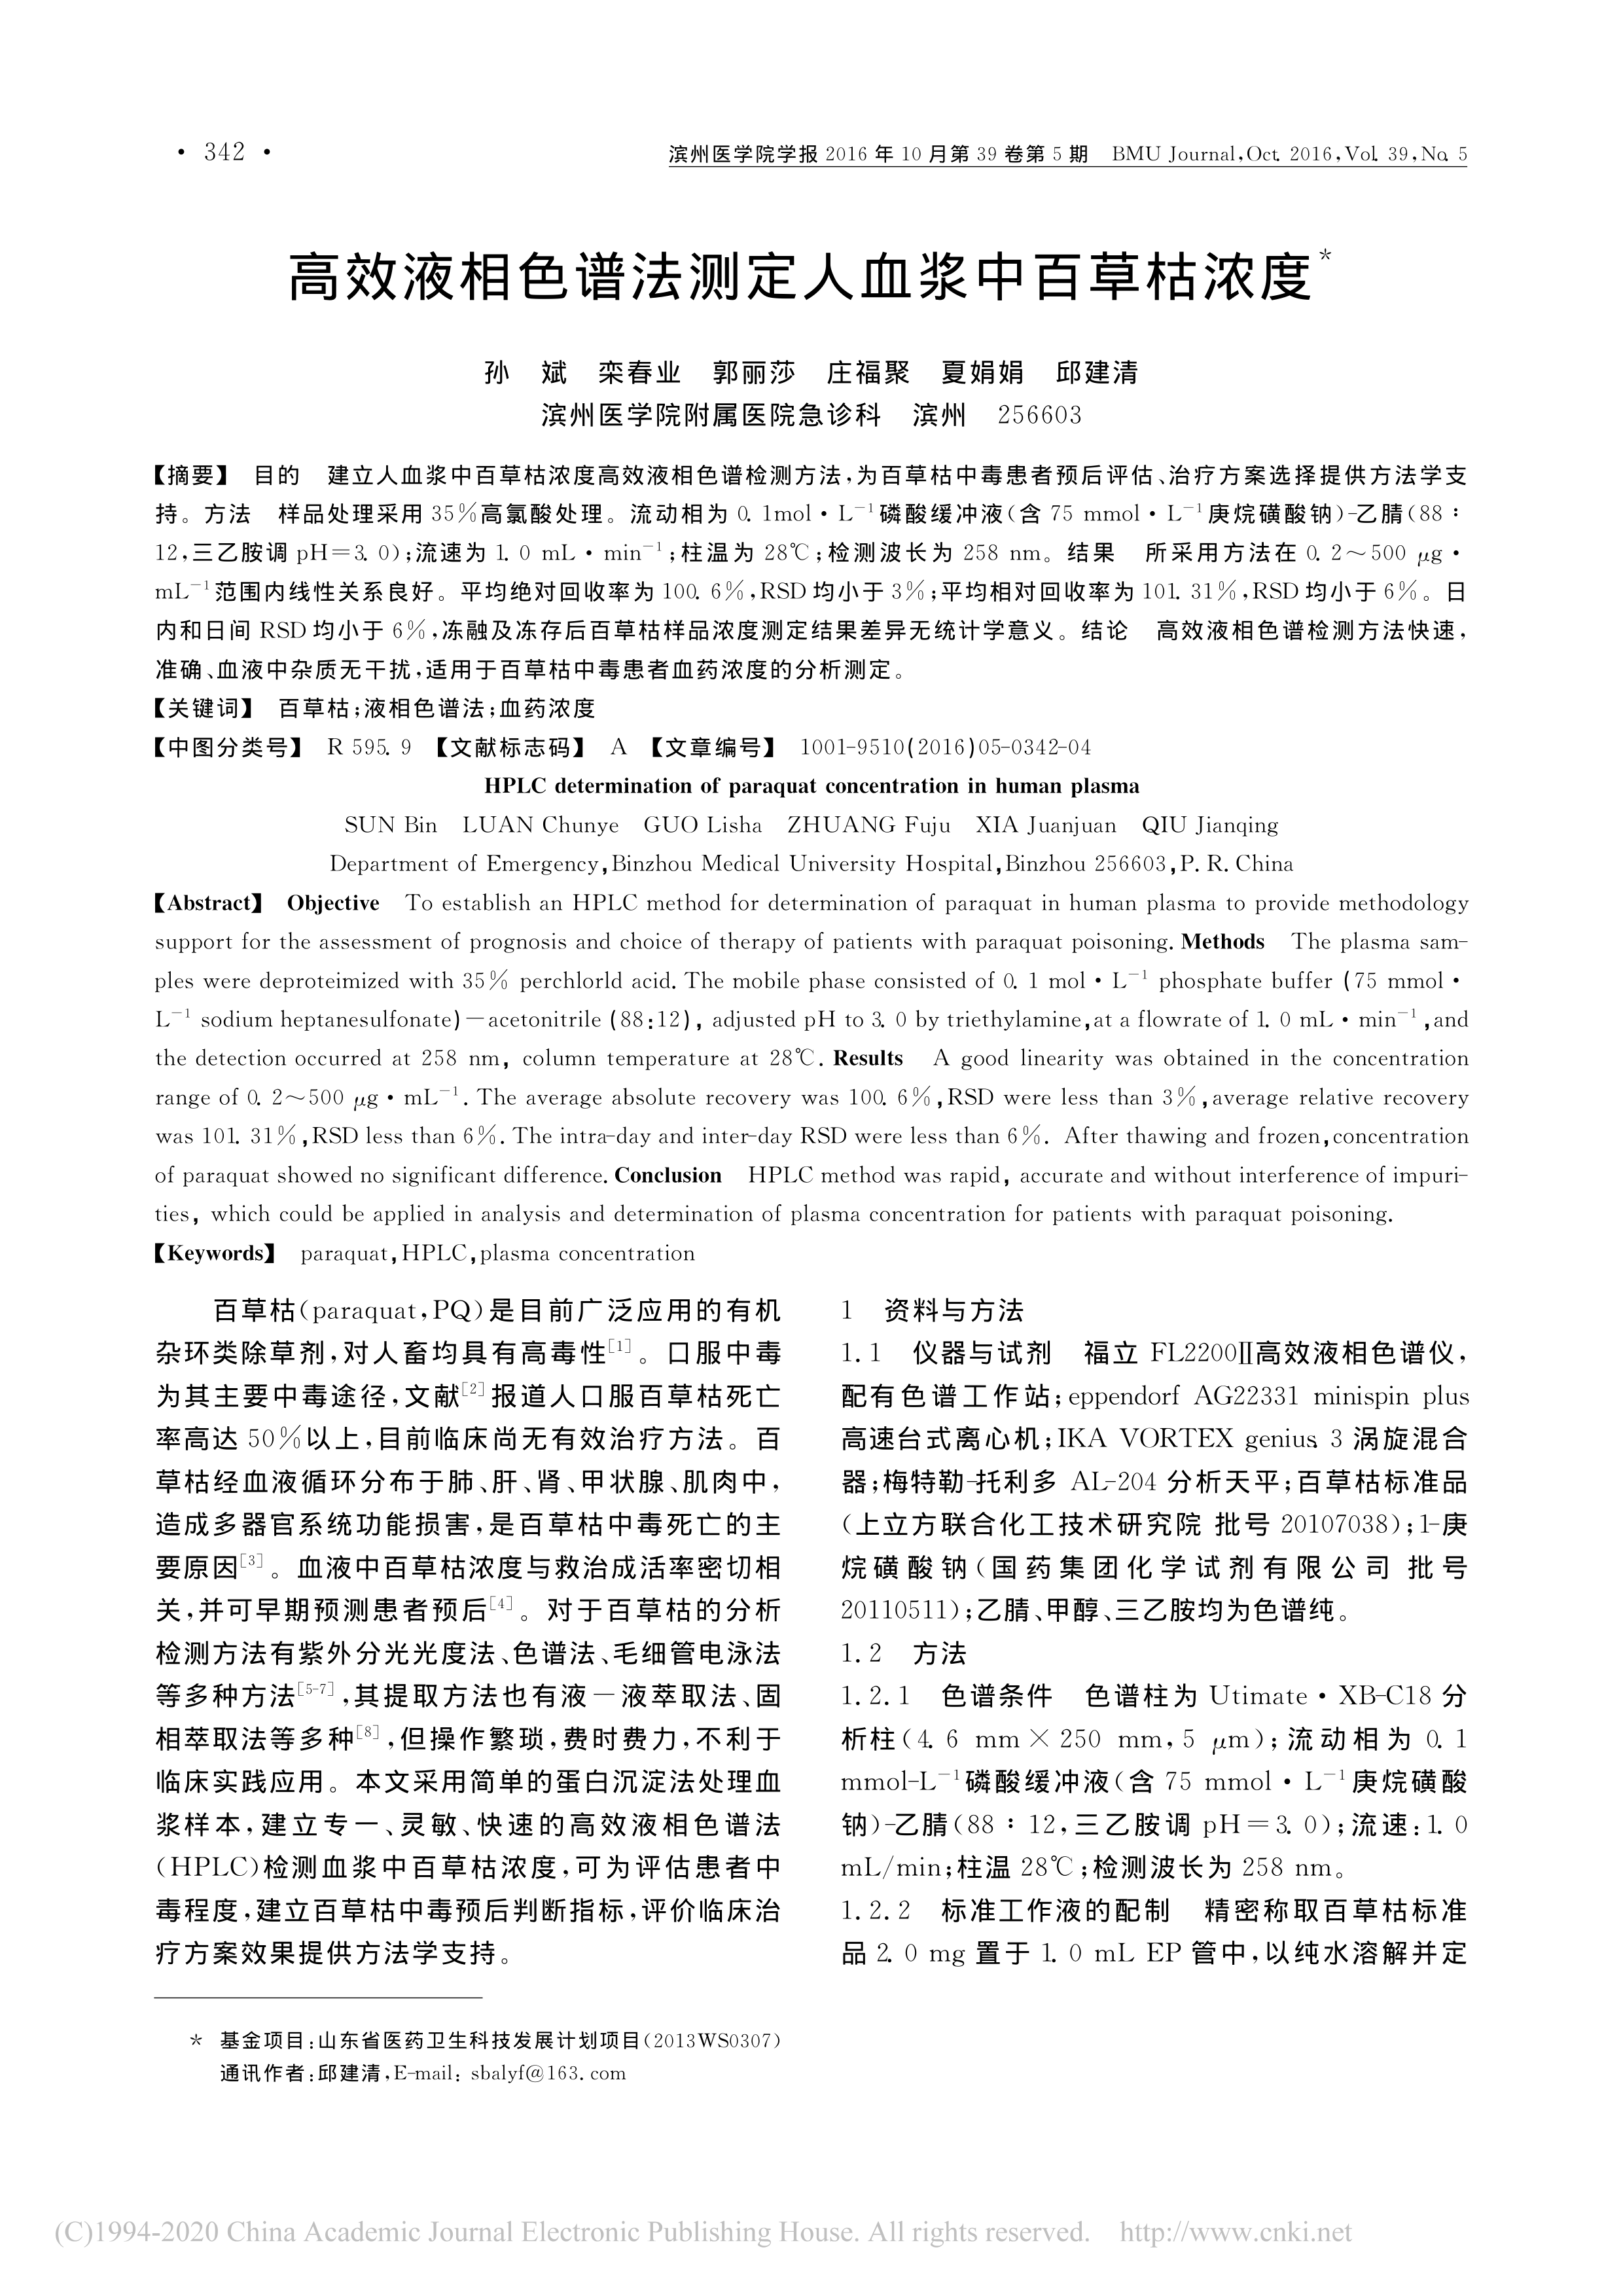 · 342 ·
滨州医学院学报 2016 年 10 月第 39 卷第 5 期 BMU Journal,Oct. 2016,Vol. 39,No. 5
高效液相色谱法测定人血浆中百草枯浓度*
孙 斌 栾春业 郭丽莎 庄福聚 夏娟娟 邱建清
滨州医学院附属医院急诊科 滨州 256603
【摘要】 目的 建立人血浆中百草枯浓度高效液相色谱检测方法,为百草枯中毒患者预后评估、治疗方案选择提供方法学支
持。方法 样品处理采用 35%高氯酸处理。流动相为 0. 1mol·L⁻¹磷酸缓冲液(含 75 mmol·L⁻¹庚烷磺酸钠)-乙腈(88∶
12,三乙胺调 pH=3. 0);流速为 1. 0 mL·min⁻¹;柱温为 28℃;检测波长为 258 nm。结果 所采用方法在 0. 2～500 μg·
mL⁻¹范围内线性关系良好。平均绝对回收率为 100. 6%,RSD 均小于 3%;平均相对回收率为 101. 31%,RSD 均小于 6%。日
内和日间 RSD 均小于 6%,冻融及冻存后百草枯样品浓度测定结果差异无统计学意义。结论 高效液相色谱检测方法快速,
准确、血液中杂质无干扰,适用于百草枯中毒患者血药浓度的分析测定。
【关键词】 百草枯;液相色谱法;血药浓度
【中图分类号】 R 595. 9 【文献标志码】 A 【文章编号】 1001-9510(2016)05-0342-04
HPLC determination of paraquat concentration in human plasma
SUN Bin LUAN Chunye GUO Lisha ZHUANG Fuju XIA Juanjuan QIU Jianqing
Department of Emergency,Binzhou Medical University Hospital,Binzhou 256603,P. R. China
【Abstract】 Objective To establish an HPLC method for determination of paraquat in human plasma to provide methodology
support for the assessment of prognosis and choice of therapy of patients with paraquat poisoning. Methods The plasma sam-
ples were deproteimized with 35% perchlorld acid. The mobile phase consisted of 0. 1 mol·L⁻¹ phosphate buffer (75 mmol·
L⁻¹ sodium heptanesulfonate)—acetonitrile (88:12), adjusted pH to 3. 0 by triethylamine,at a flowrate of 1. 0 mL·min⁻¹,and
the detection occurred at 258 nm, column temperature at 28℃. Results A good linearity was obtained in the concentration
range of 0. 2～500 μg·mL⁻¹. The average absolute recovery was 100. 6%,RSD were less than 3%,average relative recovery
was 101. 31%,RSD less than 6%. The intra-day and inter-day RSD were less than 6%. After thawing and frozen,concentration
of paraquat showed no significant difference. Conclusion HPLC method was rapid, accurate and without interference of impuri-
ties, which could be applied in analysis and determination of plasma concentration for patients with paraquat poisoning.
【Keywords】 paraquat,HPLC,plasma concentration
百草枯(paraquat,PQ)是目前广泛应用的有机
杂环类除草剂,对人畜均具有高毒性[1]。口服中毒
为其主要中毒途径,文献[2]报道人口服百草枯死亡
率高达 50%以上,目前临床尚无有效治疗方法。百
草枯经血液循环分布于肺、肝、肾、甲状腺、肌肉中,
造成多器官系统功能损害,是百草枯中毒死亡的主
要原因[3]。血液中百草枯浓度与救治成活率密切相
关,并可早期预测患者预后[4]。对于百草枯的分析
检测方法有紫外分光光度法、色谱法、毛细管电泳法
等多种方法[5-7],其提取方法也有液—液萃取法、固
相萃取法等多种[8],但操作繁琐,费时费力,不利于
临床实践应用。本文采用简单的蛋白沉淀法处理血
浆样本,建立专一、灵敏、快速的高效液相色谱法
(HPLC)检测血浆中百草枯浓度,可为评估患者中
毒程度,建立百草枯中毒预后判断指标,评价临床治
疗方案效果提供方法学支持。
1 资料与方法
1.1 仪器与试剂 福立 FL2200Ⅱ高效液相色谱仪,
配有色谱工作站;eppendorf AG22331 minispin plus
高速台式离心机;IKA VORTEX genius 3 涡旋混合
器;梅特勒-托利多 AL-204 分析天平;百草枯标准品
(上立方联合化工技术研究院 批号 20107038);1-庚
烷磺酸钠(国药集团化学试剂有限公司 批号
20110511);乙腈、甲醇、三乙胺均为色谱纯。
1.2 方法
1.2.1 色谱条件 色谱柱为 Utimate·XB-C18 分
析柱(4. 6 mm×250 mm,5 μm);流动相为 0. 1
mmol-L⁻¹磷酸缓冲液(含 75 mmol·L⁻¹庚烷磺酸
钠)-乙腈(88∶12,三乙胺调 pH=3. 0);流速:1. 0
mL/min;柱温 28℃;检测波长为 258 nm。
1.2.2 标准工作液的配制 精密称取百草枯标准
品 2. 0 mg 置于 1. 0 mL EP 管中,以纯水溶解并定
* 基金项目:山东省医药卫生科技发展计划项目(2013WS0307)
通讯作者:邱建清,E-mail: sbalyf@163. com
(C)1994-2020 China Academic Journal Electronic Publishing House. All rights reserved. http://www.cnki.net